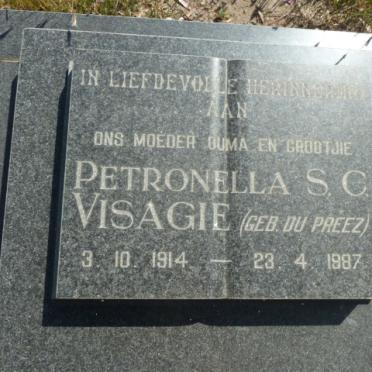 IN LIEFDEVOLLE HERINNERING
AAN
ONS MOEDER OUMA EN GROOTJIE
PETRONELLA S. C.
VISAGIE (GEB. DU PREEZ)
3. 10. 1914 — 23. 4. 1987